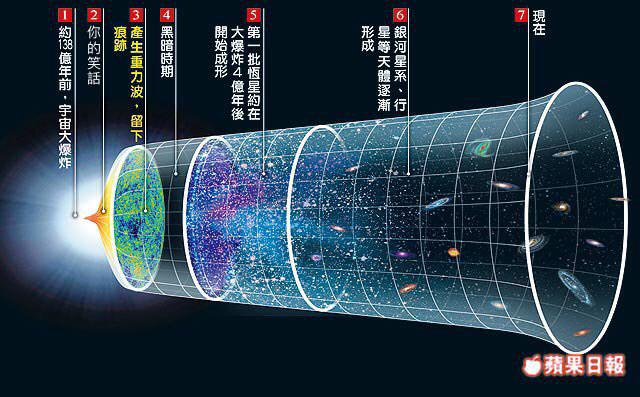 1
約138億年前，宇宙大爆炸
2
你的笑話
3
產生重力波，留下
痕跡
4
黑暗時期
5
第一批恆星約在
大爆炸4億年後
開始成形
6
銀河星系、行
星等天體逐漸
形成
7
現在
蘋果日報